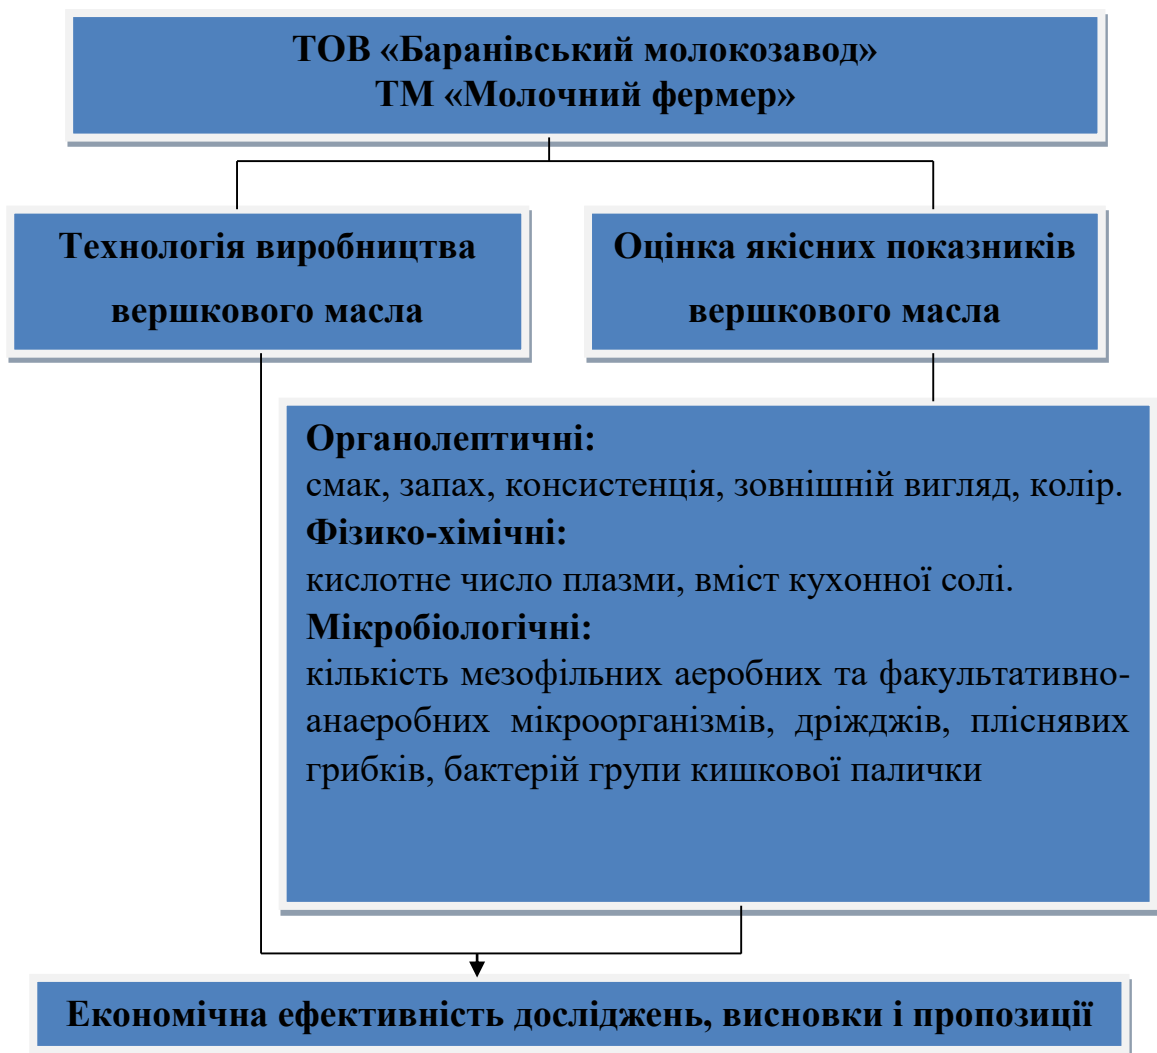 ТОВ «Баранівський молокозавод»
ТМ «Молочний фермер»
Технологія виробництва
вершкового масла
Оцінка якісних показників
вершкового масла
Органолептичні:
смак, запах, консистенція, зовнішній вигляд, колір.
Фізико-хімічні:
кислотне число плазми, вміст кухонної солі.
Мікробіологічні:
кількість мезофільних аеробних та факультативно-
анаеробних мікроорганізмів, дріжджів, пліснявих
грибків, бактерій групи кишкової палички
Економічна ефективність досліджень, висновки і пропозиції